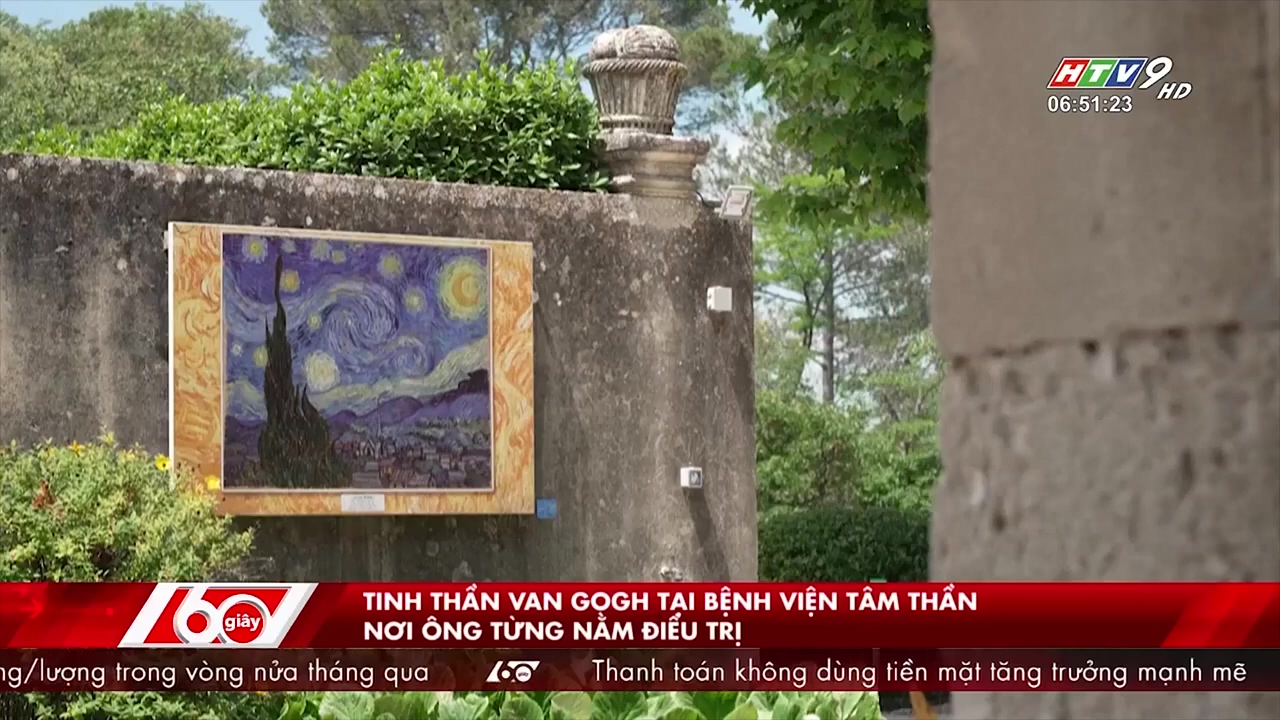 HTV9 HD
06:51:23
60 giây
TINH THẦN VAN GOGH TẠI BỆNH VIỆN TÂM THẦN
NƠI ÔNG TỪNG NẰM ĐIỀU TRỊ
ng/lượng trong vòng nửa tháng qua 60 giây Thanh toán không dùng tiền mặt tăng trưởng mạnh mẽ